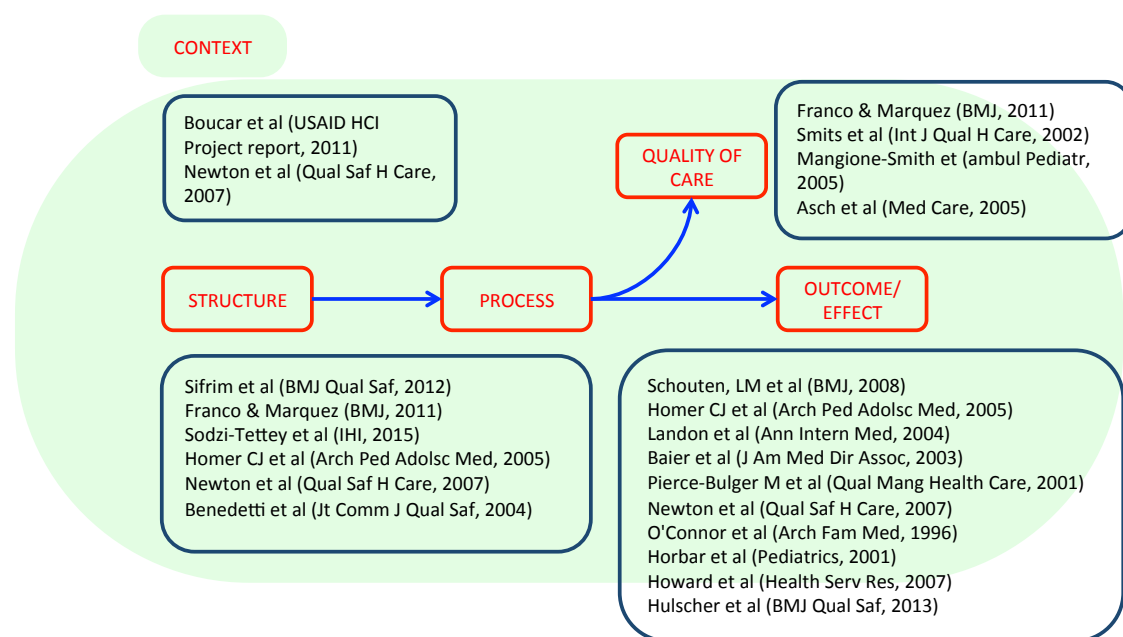 CONTEXT
Boucar et al (USAID HCI
Project report, 2011)
Newton et al (Qual Saf H Care,
2007)
QUALITY OF
CARE
Franco & Marquez (BMJ, 2011)
Smits et al (Int J Qual H Care, 2002)
Mangione-Smith et (ambul Pediatr,
2005)
Asch et al (Med Care, 2005)
STRUCTURE
PROCESS
OUTCOME/
EFFECT
Sifrim et al (BMJ Qual Saf, 2012)
Franco & Marquez (BMJ, 2011)
Sodzi-Tettey et al (IHI, 2015)
Homer CJ et al (Arch Ped Adolsc Med, 2005)
Newton et al (Qual Saf H Care, 2007)
Benedetti et al (Jt Comm J Qual Saf, 2004)
Schouten, LM et al (BMJ, 2008)
Homer CJ et al (Arch Ped Adolsc Med, 2005)
Landon et al (Ann Intern Med, 2004)
Baier et al (J Am Med Dir Assoc, 2003)
Pierce-Bulger M et al (Qual Mang Health Care, 2001)
Newton et al (Qual Saf H Care, 2007)
O'Connor et al (Arch Fam Med, 1996)
Horbar et al (Pediatrics, 2001)
Howard et al (Health Serv Res, 2007)
Hulscher et al (BMJ Qual Saf, 2013)